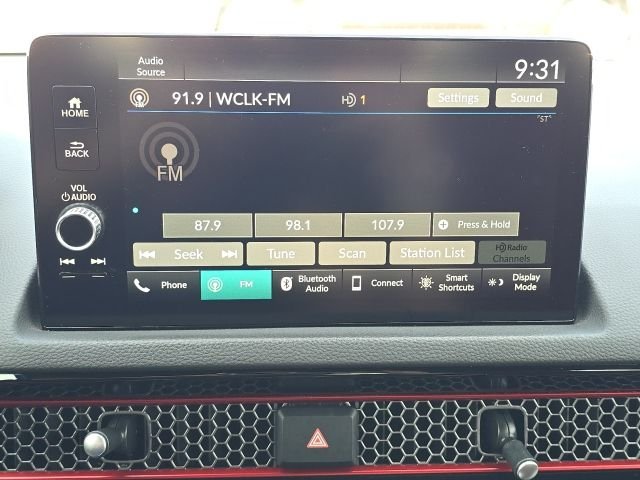 Audio
Source
9:31
HOME
91.9 | WCLK-FM
HD 1
Settings
Sound
"ST"
BACK
FM
VOL
AUDIO
87.9
98.1
107.9
Press & Hold
Seek
Tune
Scan
Station List
HD Radio
Channels
Phone
FM
Bluetooth
Audio
Connect
Smart
Shortcuts
Display
Mode